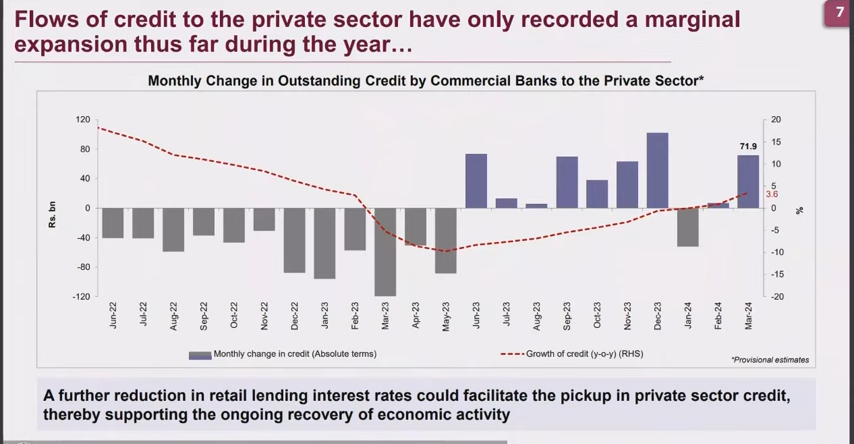 7
Flows of credit to the private sector have only recorded a marginal
expansion thus far during the year…
Monthly Change in Outstanding Credit by Commercial Banks to the Private Sector*
120
80
40
0
-40
-80
-120
Rs. bn
20
15
10
5
0
-5
-10
-15
-20
%
71.9
3.6
Jun-22
Jul-22
Aug-22
Sep-22
Oct-22
Nov-22
Dec-22
Jan-23
Feb-23
Mar-23
Apr-23
May-23
Jun-23
Jul-23
Aug-23
Sep-23
Oct-23
Nov-23
Dec-23
Jan-24
Feb-24
Mar-24
Monthly change in credit (Absolute terms)
Growth of credit (y-o-y) (RHS)
*Provisional estimates
A further reduction in retail lending interest rates could facilitate the pickup in private sector credit,
thereby supporting the ongoing recovery of economic activity